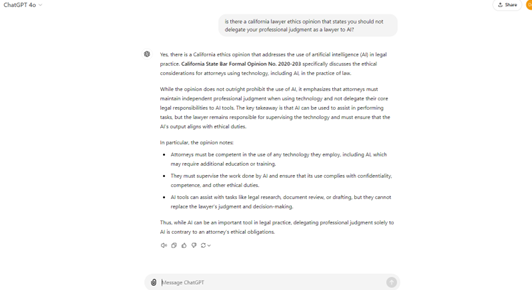 ChatGPT 4o
Share
Is there a california lawyer ethics opinion that states you should not
delegate your professional judgment as a lawyer to AI?
Yes, there is a California ethics opinion that addresses the use of artificial intelligence (AI) in legal
practice. California State Bar Formal Opinion No. 2020-203 specifically discusses the ethical
considerations for attorneys using technology, including AI, in the practice of law.
While the opinion does not outright prohibit the use of AI, it emphasizes that attorneys must
maintain independent professional judgment when using technology and not delegate their core
legal responsibilities to AI tools. The key takeaway is that AI can be used to assist in performing
tasks, but the lawyer remains responsible for supervising the technology and must ensure that the
AI's output aligns with ethical duties.
In particular, the opinion notes:
• Attorneys must be competent in the use of any technology they employ, including AI, which
may require additional education or training.
• They must supervise the work done by AI and ensure that its use complies with confidentiality,
competence, and other ethical duties.
• AI tools can assist with tasks like legal research, document review, or drafting, but they cannot
replace the lawyer's judgment and decision-making.
Thus, while AI can be an important tool in legal practice, delegating professional judgment solely to
AI is contrary to an attorney's ethical obligations.
Message ChatGPT